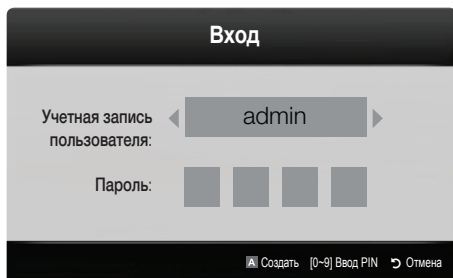 Вход
Учетная запись
пользователя:
admin
Пароль:
A Создать [0~9] Ввод PIN Отмена